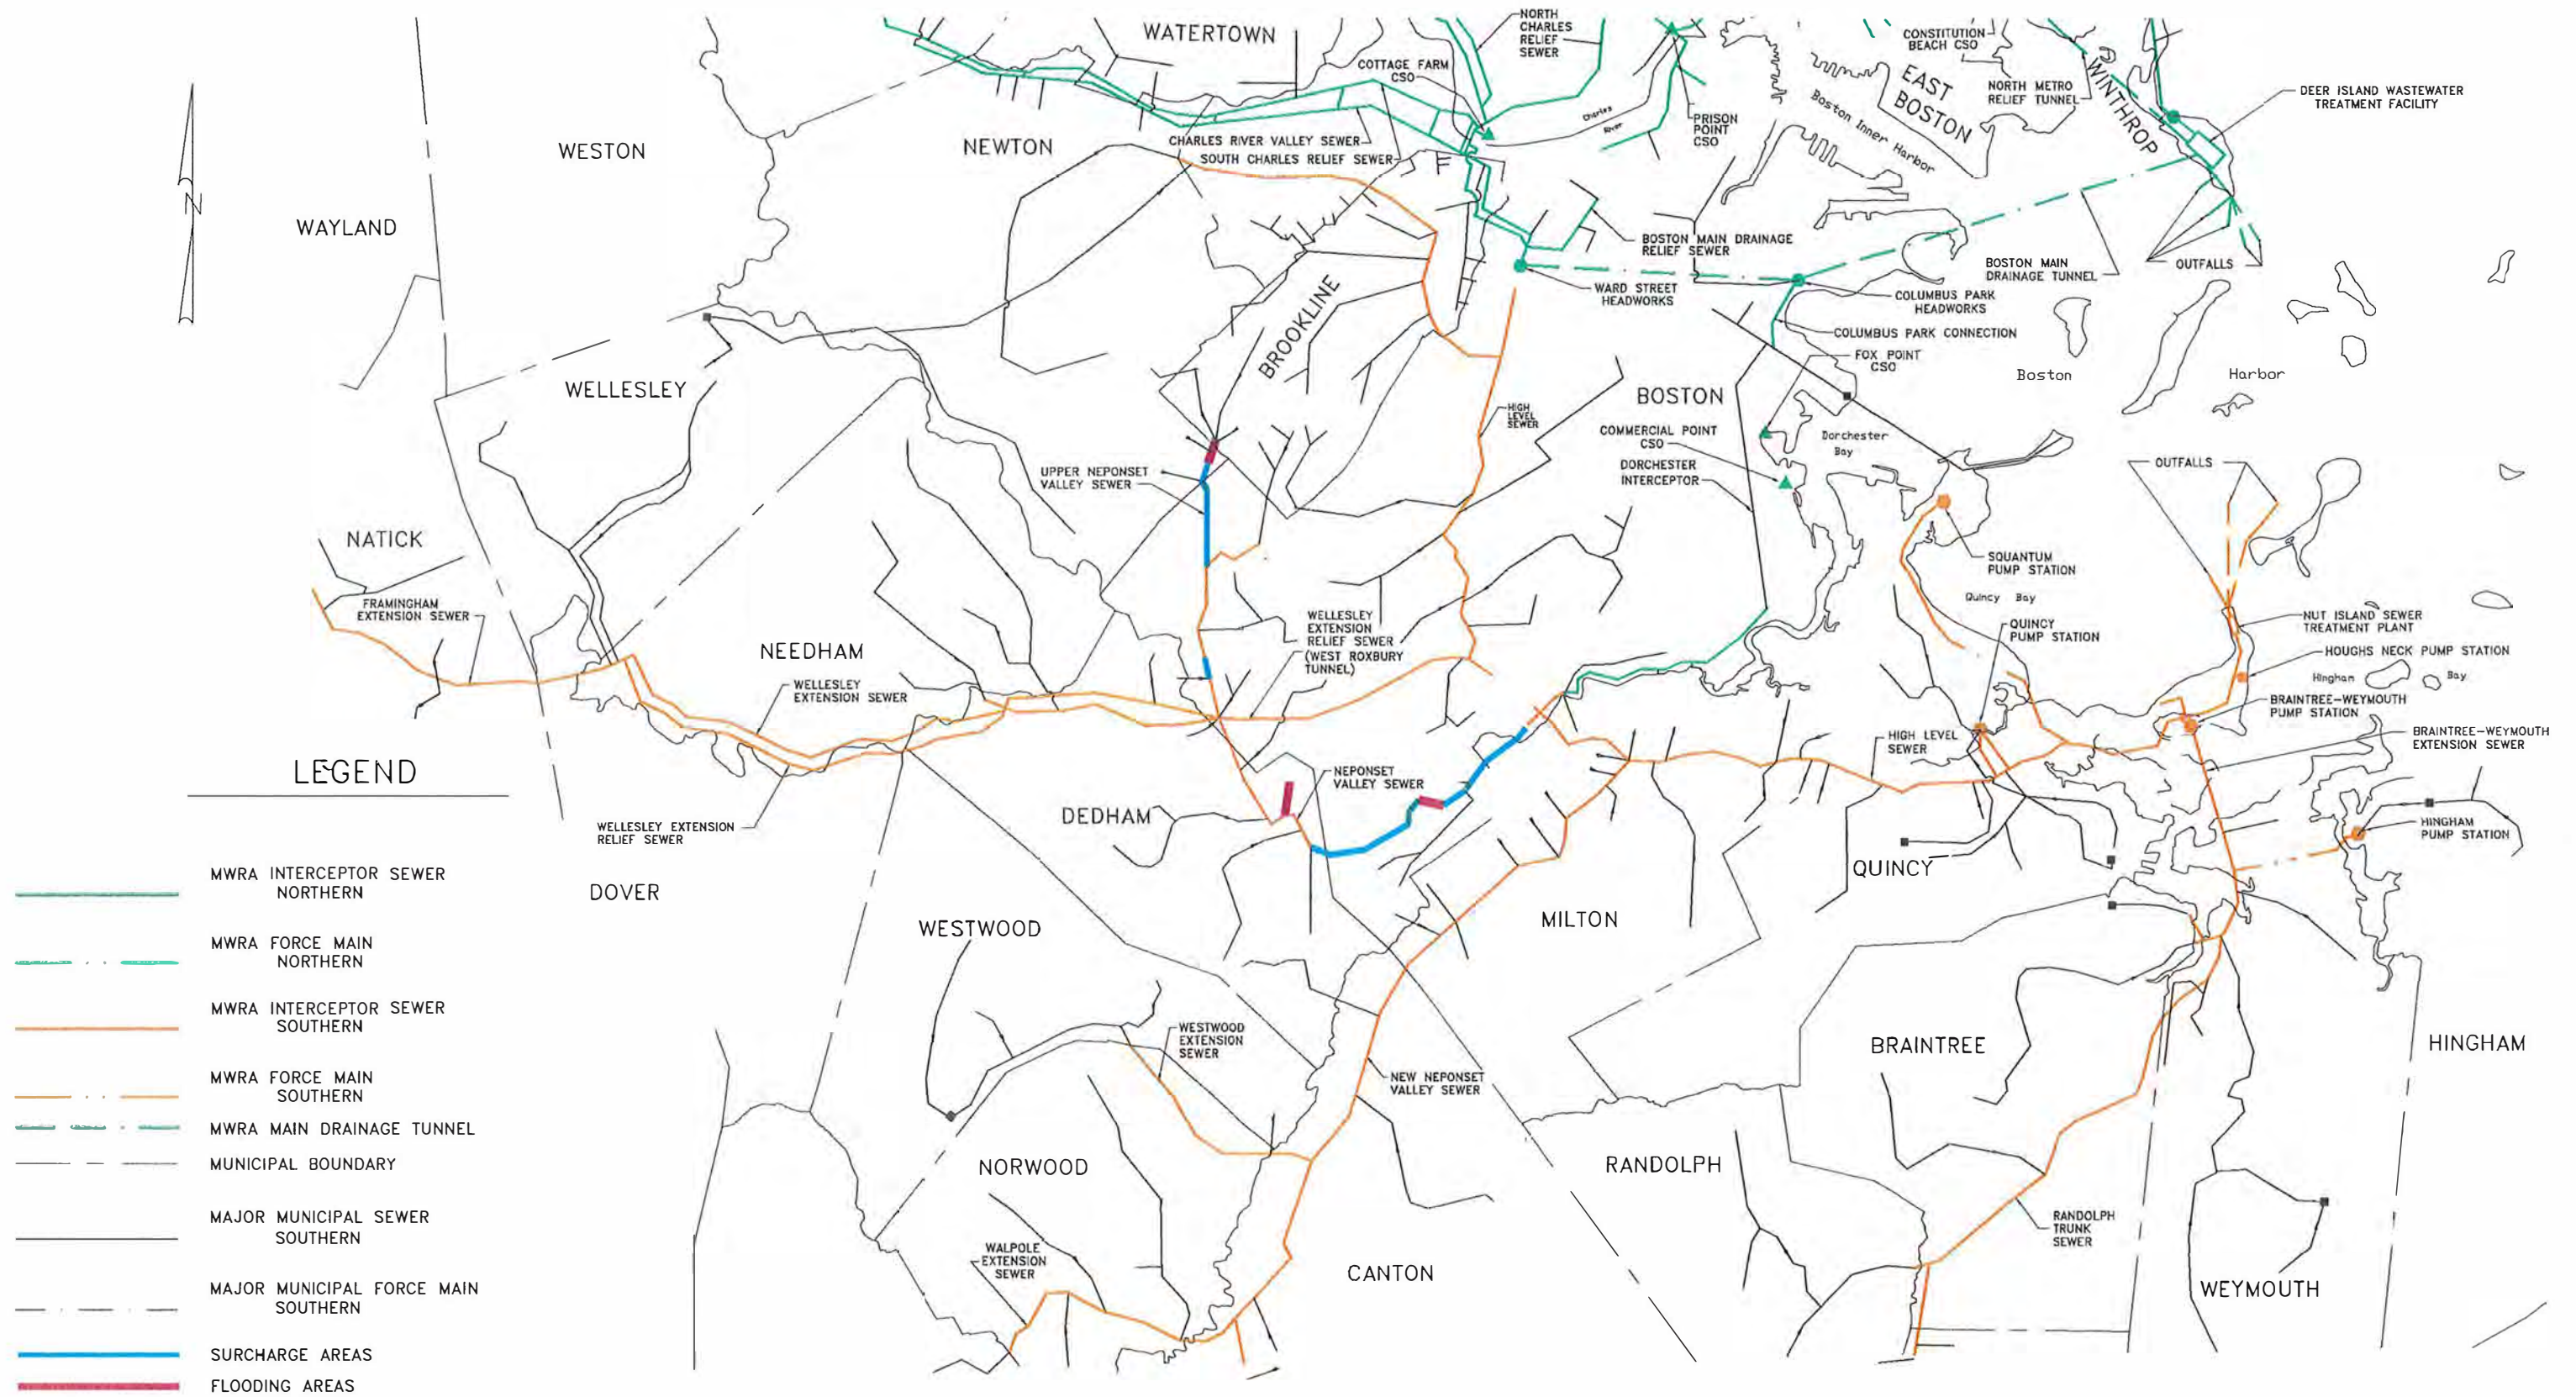 NORTH
CHARLES
RELIEF
SEWER
WATERTOWN
COTTAGE FARM
CSO
CONSTITUTION
BEACH CSO
EAST
BOSTON
NORTH METRO
RELIEF TUNNEL
WINTHROP
DEER ISLAND WASTEWATER
TREATMENT FACILITY
Boston Inner Harbor
Charles
River
PRISON
POINT
CSO
WESTON
NEWTON
CHARLES RIVER VALLEY SEWER
SOUTH CHARLES RELIEF SEWER
N
WAYLAND
BOSTON MAIN DRAINAGE
RELIEF SEWER
BOSTON MAIN
DRAINAGE TUNNEL
OUTFALLS
WARD STREET
HEADWORKS
COLUMBUS PARK
HEADWORKS
COLUMBUS PARK CONNECTION
BROOKLINE
FOX POINT
CSO
Boston
Harbor
WELLESLEY
BOSTON
HIGH
LEVEL
SEWER
COMMERCIAL POINT
CSO
Dorchester
Bay
UPPER NEPONSET
VALLEY SEWER
DORCHESTER
INTERCEPTOR
OUTFALLS
NATICK
SQUANTUM
PUMP STATION
Quincy Bay
FRAMINGHAM
EXTENSION SEWER
WELLESLEY
EXTENSION
RELIEF SEWER
(WEST ROXBURY
TUNNEL)
QUINCY
PUMP STATION
NUT ISLAND SEWER
TREATMENT PLANT
HOUGHS NECK PUMP STATION
Hingham Bay
NEEDHAM
WELLESLEY
EXTENSION SEWER
BRAINTREE-WEYMOUTH
PUMP STATION
HIGH LEVEL
SEWER
BRAINTREE-WEYMOUTH
EXTENSION SEWER
LEGEND
NEPONSET
VALLEY SEWER
DEDHAM
WELLESLEY EXTENSION
RELIEF SEWER
HINGHAM
PUMP STATION
QUINCY
MWRA INTERCEPTOR SEWER
NORTHERN
DOVER
WESTWOOD
MILTON
MWRA FORCE MAIN
NORTHERN
MWRA INTERCEPTOR SEWER
SOUTHERN
WESTWOOD
EXTENSION
SEWER
BRAINTREE
HINGHAM
MWRA FORCE MAIN
SOUTHERN
NEW NEPONSET
VALLEY SEWER
MWRA MAIN DRAINAGE TUNNEL
MUNICIPAL BOUNDARY
NORWOOD
RANDOLPH
MAJOR MUNICIPAL SEWER
SOUTHERN
RANDOLPH
TRUNK
SEWER
WALPOLE
EXTENSION
SEWER
CANTON
WEYMOUTH
MAJOR MUNICIPAL FORCE MAIN
SOUTHERN
SURCHARGE AREAS
FLOODING AREAS